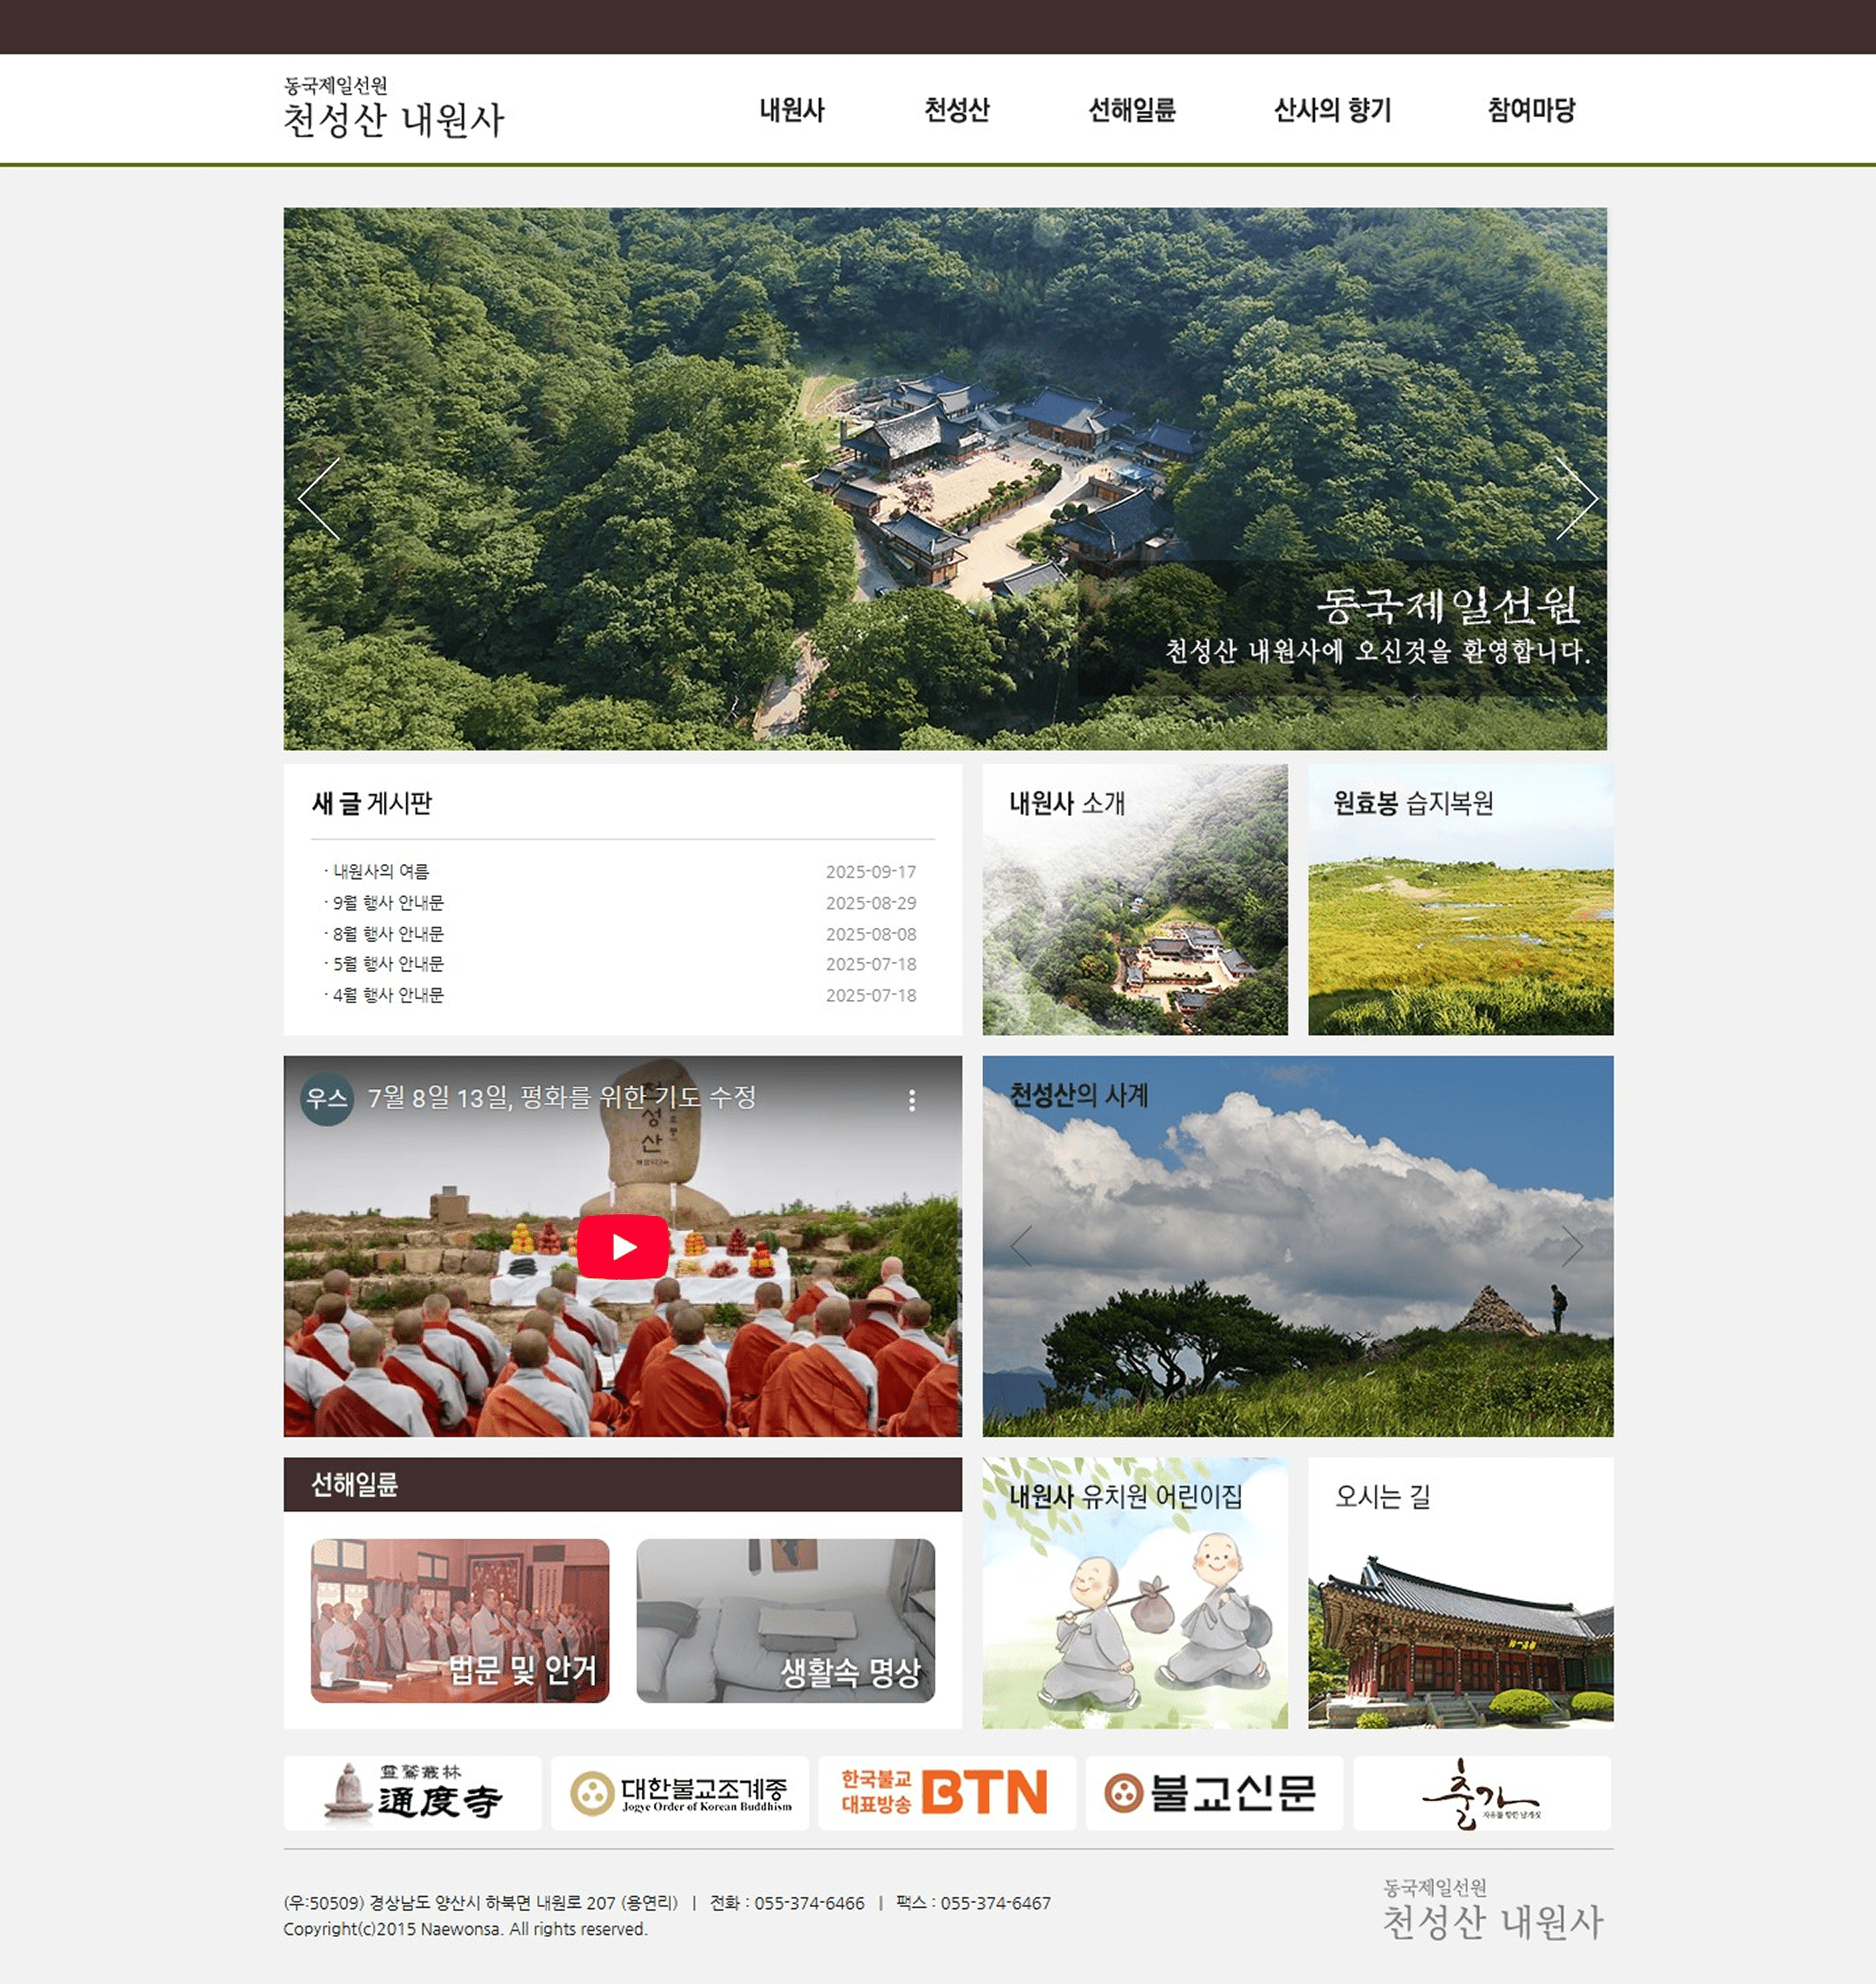 동국제일선원
천성산 내원사
내원사
천성산
선해일륜
산사의 향기
참여마당
동국제일선원
천성산 내원사에 오신것을 환영합니다.
새 글 게시판
· 내원사의 여름 2025-09-17
· 9월 행사 안내문 2025-08-29
· 8월 행사 안내문 2025-08-08
· 5월 행사 안내문 2025-07-18
· 4월 행사 안내문 2025-07-18
내원사 소개
원효봉 습지복원
우스
7월 8일 13일, 평화를 위한 기도 수정
천성산
천성산의 사계
선해일륜
법문 및 안거
생활속 명상
내원사 유치원 어린이집
오시는 길
靈鷲叢林
通度寺
대한불교조계종
Jogye Order of Korean Buddhism
한국불교
대표방송
BTN
불교신문
출가
자유를 향한 날갯짓
(우:50509) 경상남도 양산시 하북면 내원로 207 (용연리) | 전화 : 055-374-6466 | 팩스 : 055-374-6467
Copyright(c)2015 Naewonsa. All rights reserved.
동국제일선원
천성산 내원사